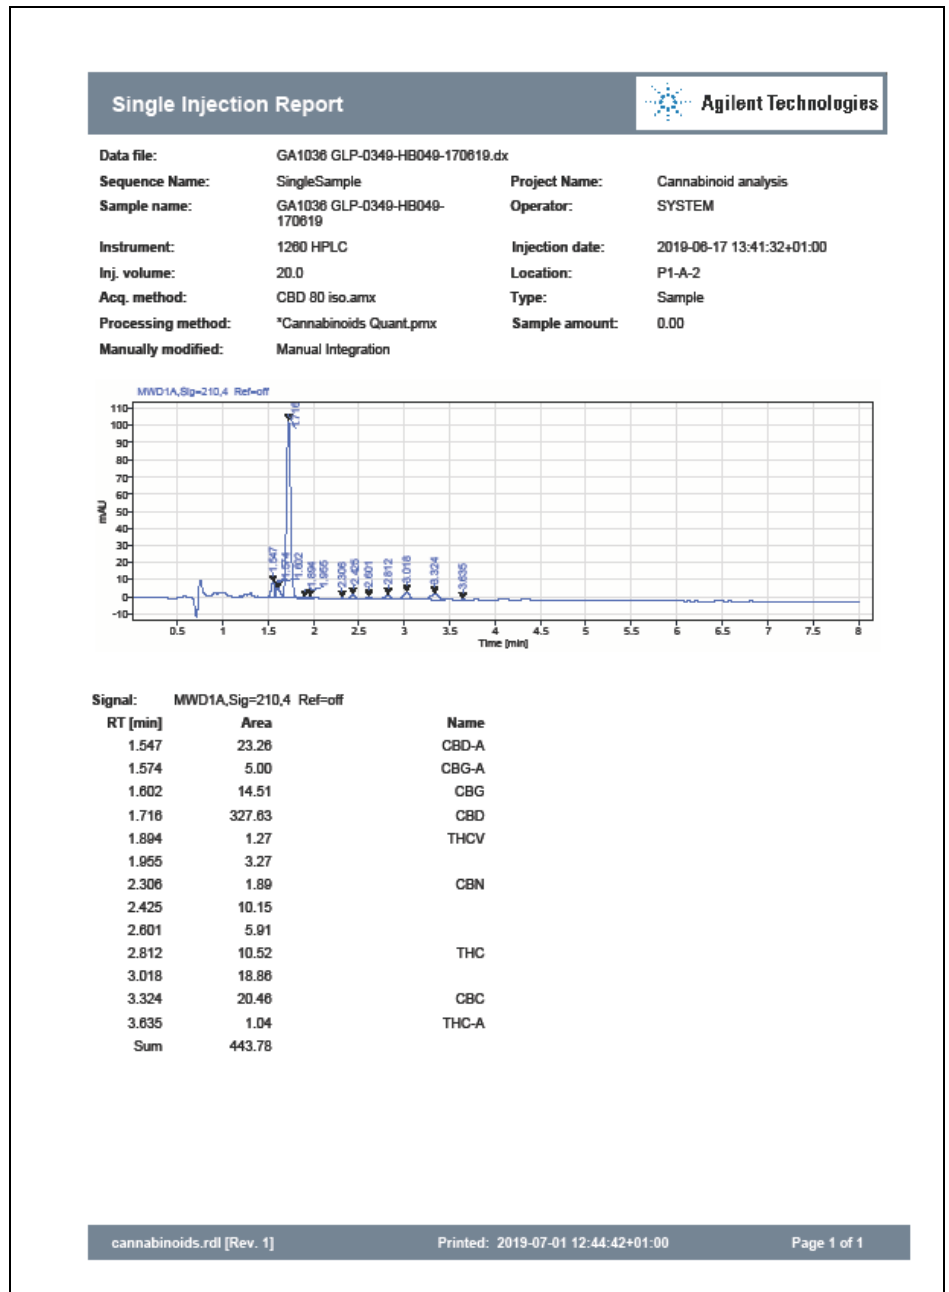 Single Injection Report
Agilent Technologies
Data file: GA1036 GLP-0349-HB049-170619.dx
Sequence Name: SingleSample Project Name: Cannabinoid analysis
Sample name: GA1036 GLP-0349-HB049-
170619 Operator: SYSTEM
Instrument: 1260 HPLC Injection date: 2019-06-17 13:41:32+01:00
Inj. volume: 20.0 Location: P1-A-2
Acq. method: CBD 80 iso.amx Type: Sample
Processing method: *Cannabinoids Quant.pmx Sample amount: 0.00
Manually modified: Manual Integration
MWD1A,Sig=210,4 Ref=off
110
100
90
80
70
60
50
40
30
20
10
0
-10
mAU
1.547
1.574
1.602
1.716
1.894
1.955
2.306
2.425
2.601
2.812
3.018
3.324
3.635
0.5 1 1.5 2 2.5 3 3.5 4 4.5 5 5.5 6 6.5 7 7.5 8
Time [min]
Signal: MWD1A,Sig=210,4 Ref=off
RT [min] Area Name
1.547 23.26 CBD-A
1.574 5.00 CBG-A
1.602 14.51 CBG
1.716 327.63 CBD
1.894 1.27 THCV
1.955 3.27
2.306 1.89 CBN
2.425 10.15
2.601 5.91
2.812 10.52 THC
3.018 18.86
3.324 20.46 CBC
3.635 1.04 THC-A
Sum 443.78
cannabinoids.rdl [Rev. 1] Printed: 2019-07-01 12:44:42+01:00 Page 1 of 1